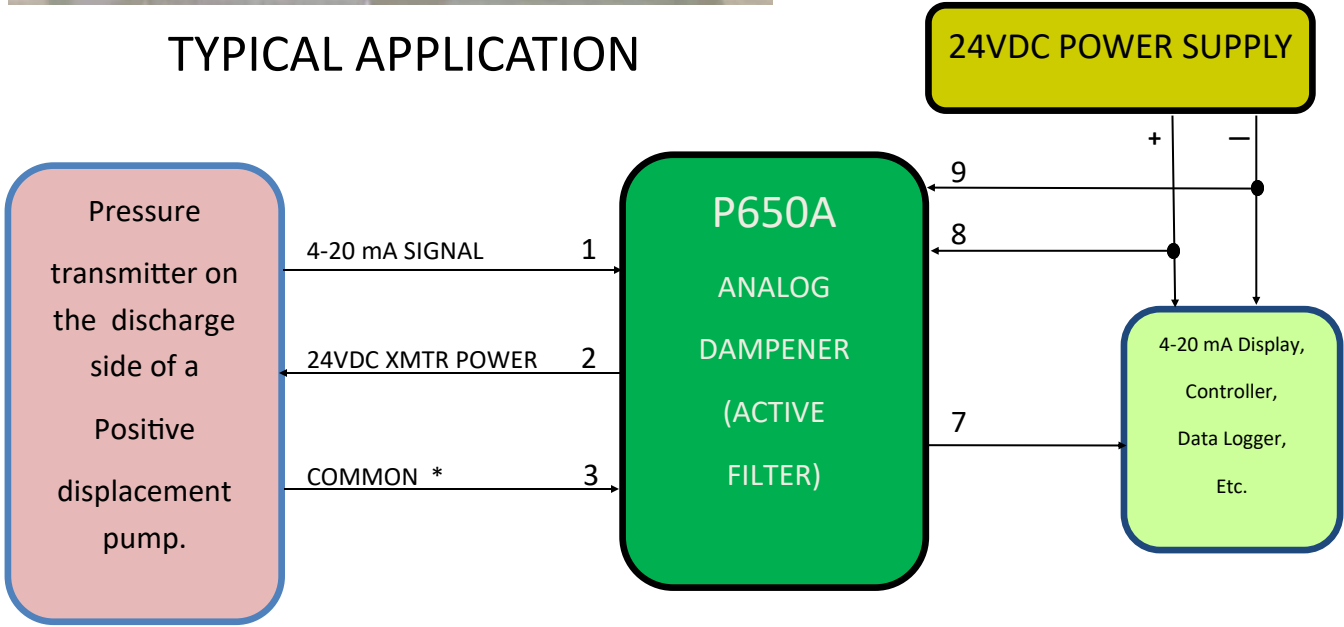 TYPICAL APPLICATION
24VDC POWER SUPPLY
+ —
Pressure
transmitter on
the discharge
side of a
Positive
displacement
pump.
4-20 mA SIGNAL 1
24VDC XMTR POWER 2
COMMON * 3
P650A
ANALOG
DAMPENER
(ACTIVE
FILTER)
9
8
7
4-20 mA Display,
Controller,
Data Logger,
Etc.